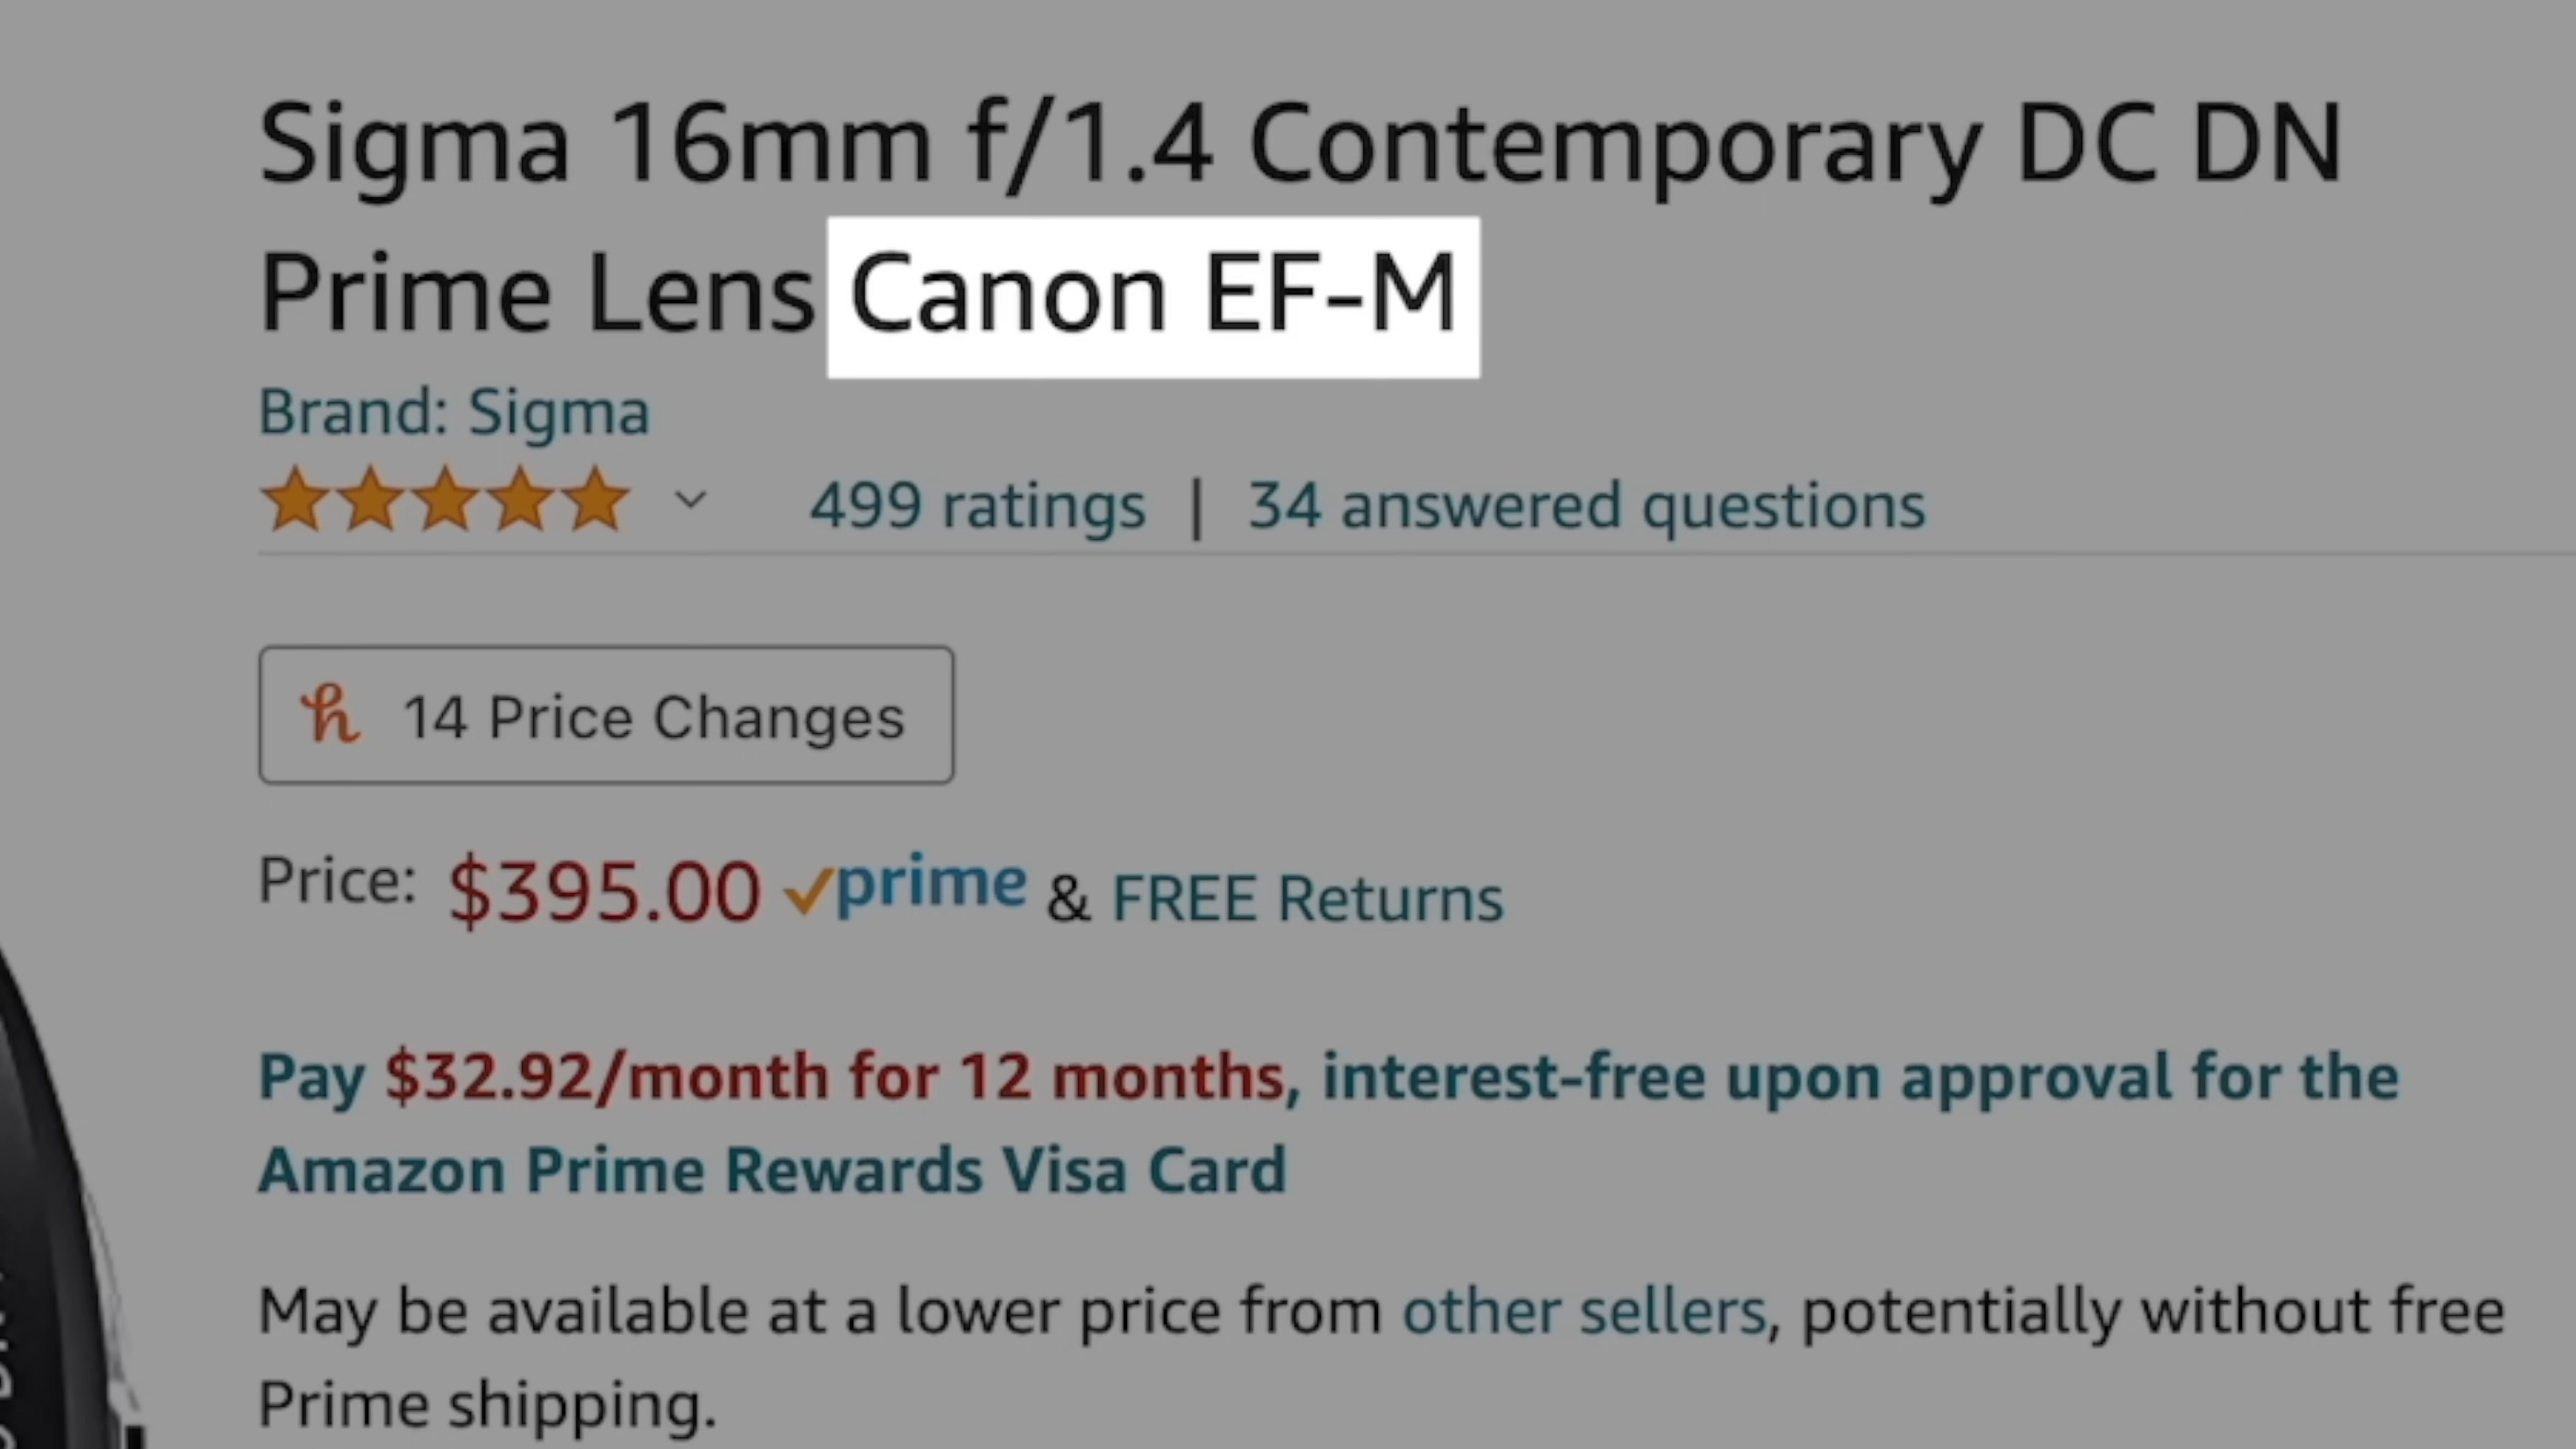 Sigma 16mm f/1.4 Contemporary DC DN
Prime Lens Canon EF-M
Brand: Sigma
499 ratings | 34 answered questions
14 Price Changes
Price: $395.00 prime & FREE Returns
Pay $32.92/month for 12 months, interest-free upon approval for the
Amazon Prime Rewards Visa Card
May be available at a lower price from other sellers, potentially without free
Prime shipping.